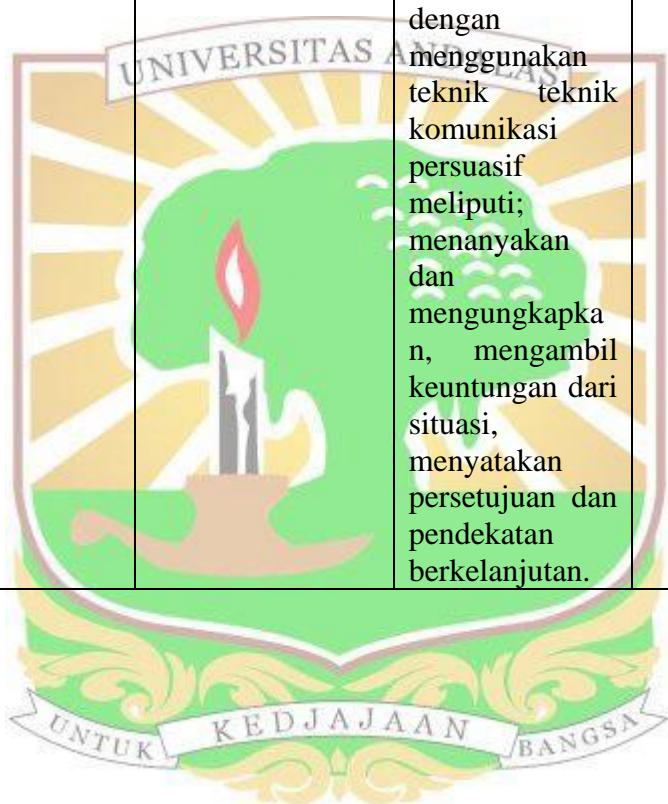 dengan
UNIVERSITAS ANDALAS
menggunakan
teknik teknik
komunikasi
persuasif
meliputi;
menanyakan
dan
mengungkapka
n, mengambil
keuntungan dari
situasi,
menyatakan
persetujuan dan
pendekatan
berkelanjutan.
UNTUK KEDJAJAAN BANGSA